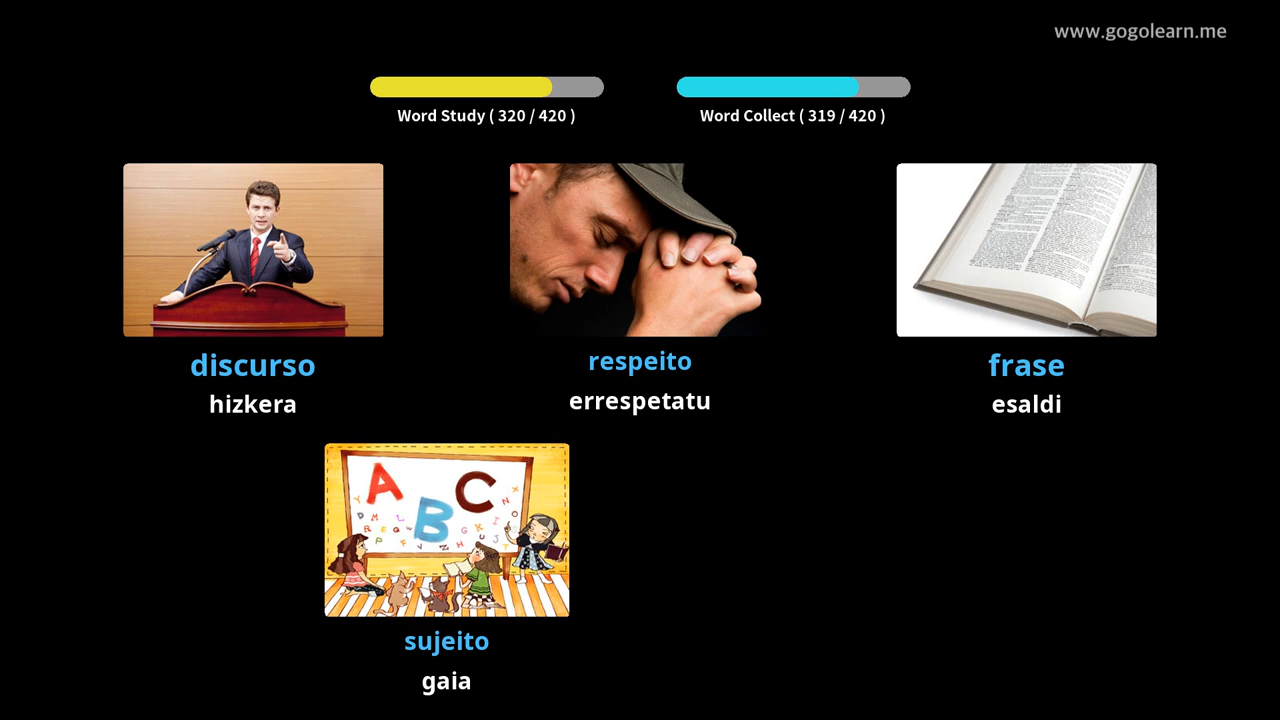 www.gogolearn.me
Word Study ( 320 / 420 )
Word Collect ( 319 / 420 )
discurso
hizkera
respeito
errespetatu
frase
esaldi
A
B
C
sujeito
gaia